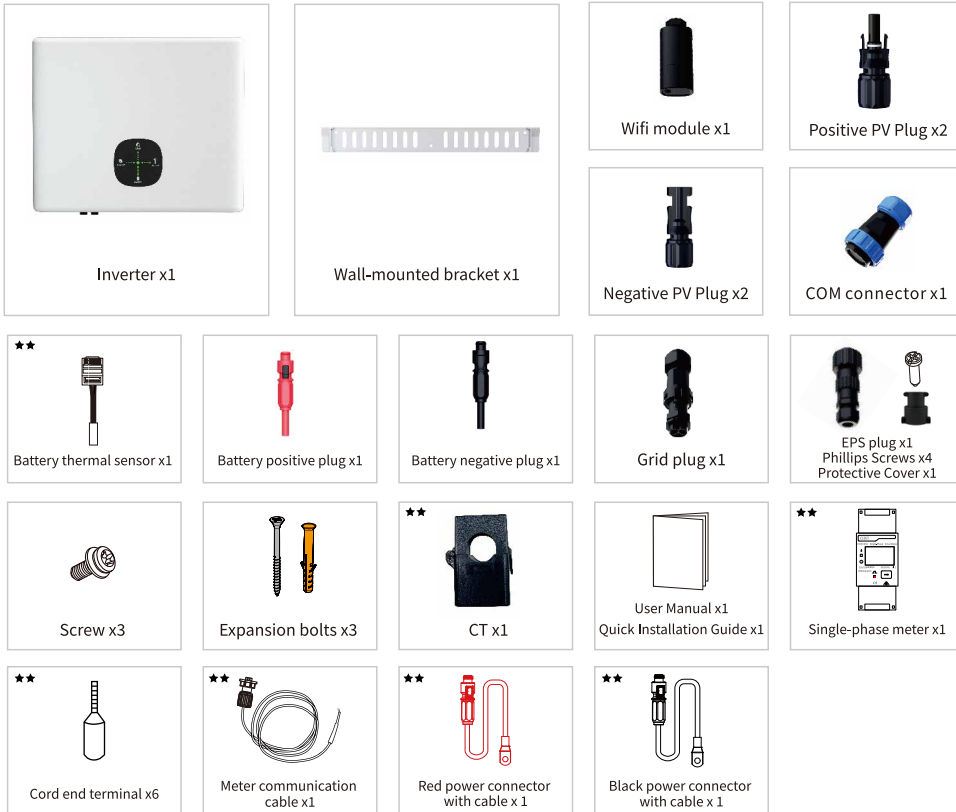 Inverter x1
Wall-mounted bracket x1
Wifi module x1
Positive PV Plug x2
Negative PV Plug x2
COM connector x1
★★
Battery thermal sensor x1
Battery positive plug x1
Battery negative plug x1
Grid plug x1
EPS plug x1
Phillips Screws x4
Protective Cover x1
Screw x3
Expansion bolts x3
★★
CT x1
User Manual x1
Quick Installation Guide x1
★★
Single-phase meter x1
★★
Cord end terminal x6
★★
Meter communication
cable x1
★★
Red power connector
with cable x 1
★★
Black power connector
with cable x 1